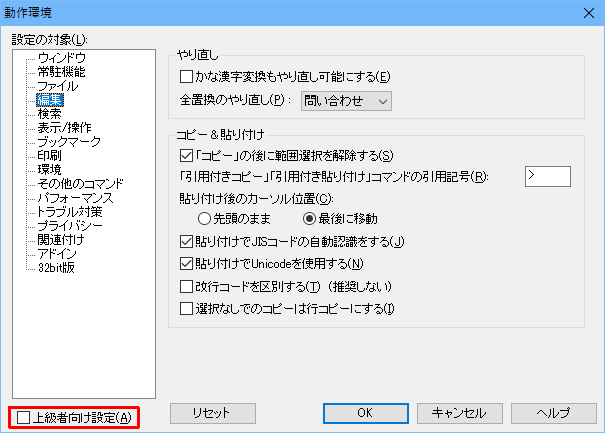 動作環境
設定の対象(L):
ウィンドウ
常駐機能
ファイル
編集
検索
表示/操作
ブックマーク
印刷
環境
その他のコマンド
パフォーマンス
トラブル対策
プライバシー
関連付け
アドイン
32bit版
やり直し
かな漢字変換もやり直し可能にする(E)
全置換のやり直し(P): 問い合わせ
コピー＆貼り付け
「コピー」の後に範囲選択を解除する(S)
「引用付きコピー」「引用付き貼り付け」コマンドの引用記号(R): >
貼り付け後のカーソル位置(C):
先頭のまま 最後に移動
貼り付けでJISコードの自動認識をする(J)
貼り付けでUnicodeを使用する(N)
改行コードを区別する(T) (推奨しない)
選択なしでのコピーは行コピーにする(I)
上級者向け設定(A) リセット OK キャンセル ヘルプ